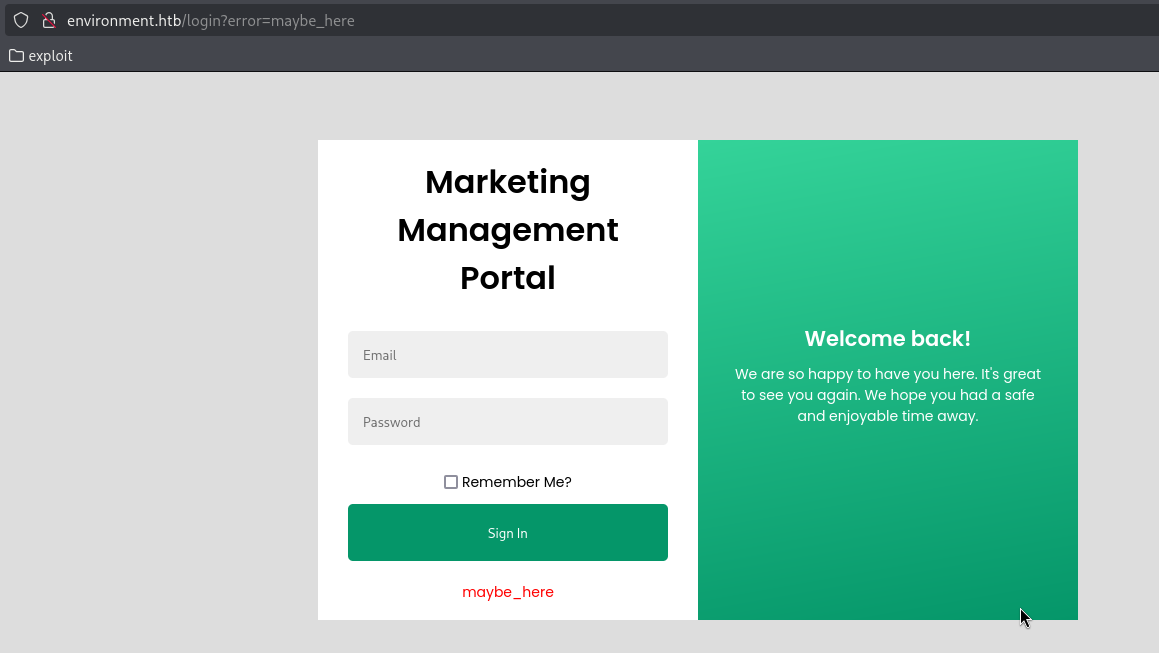 environment.htb/login?error=maybe_here
exploit
Marketing
Management
Portal
Email
Password
Remember Me?
Sign In
maybe_here
Welcome back!
We are so happy to have you here. It's great
to see you again. We hope you had a safe
and enjoyable time away.